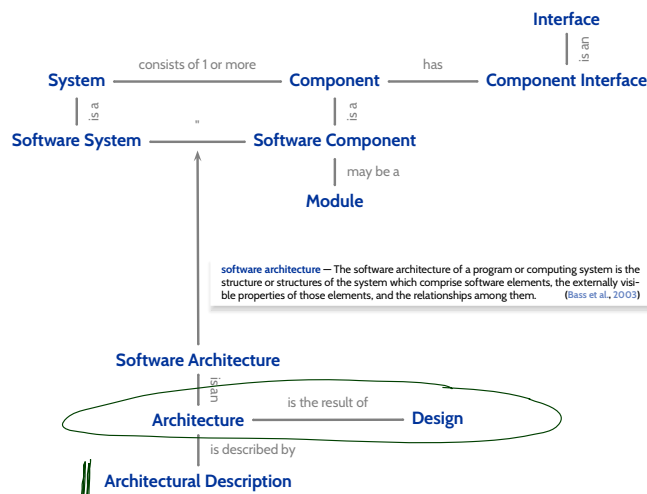 Interface
is an
System
consists of 1 or more
Component
has
Component Interface
is a
is a
"
Software System
Software Component
may be a
Module
software architecture — The software architecture of a program or computing system is the
structure or structures of the system which comprise software elements, the externally visi-
ble properties of those elements, and the relationships among them. (Bass et al., 2003)
Software Architecture
is an
Architecture
is the result of
Design
is described by
Architectural Description